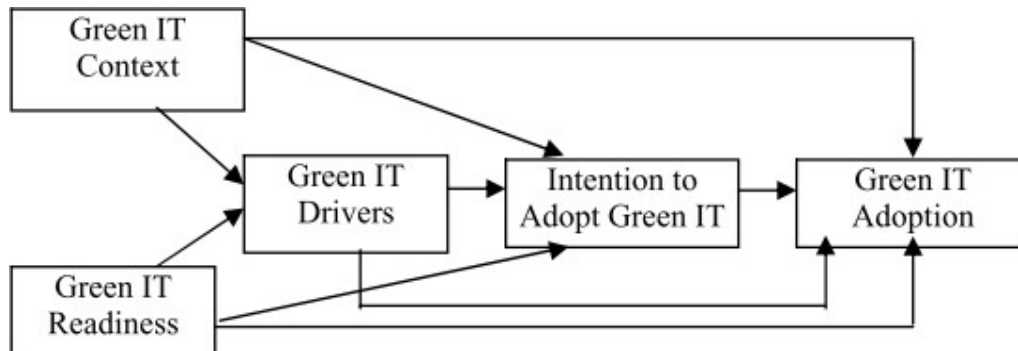 Green IT
Context
Green IT
Drivers
Intention to
Adopt Green IT
Green IT
Adoption
Green IT
Readiness